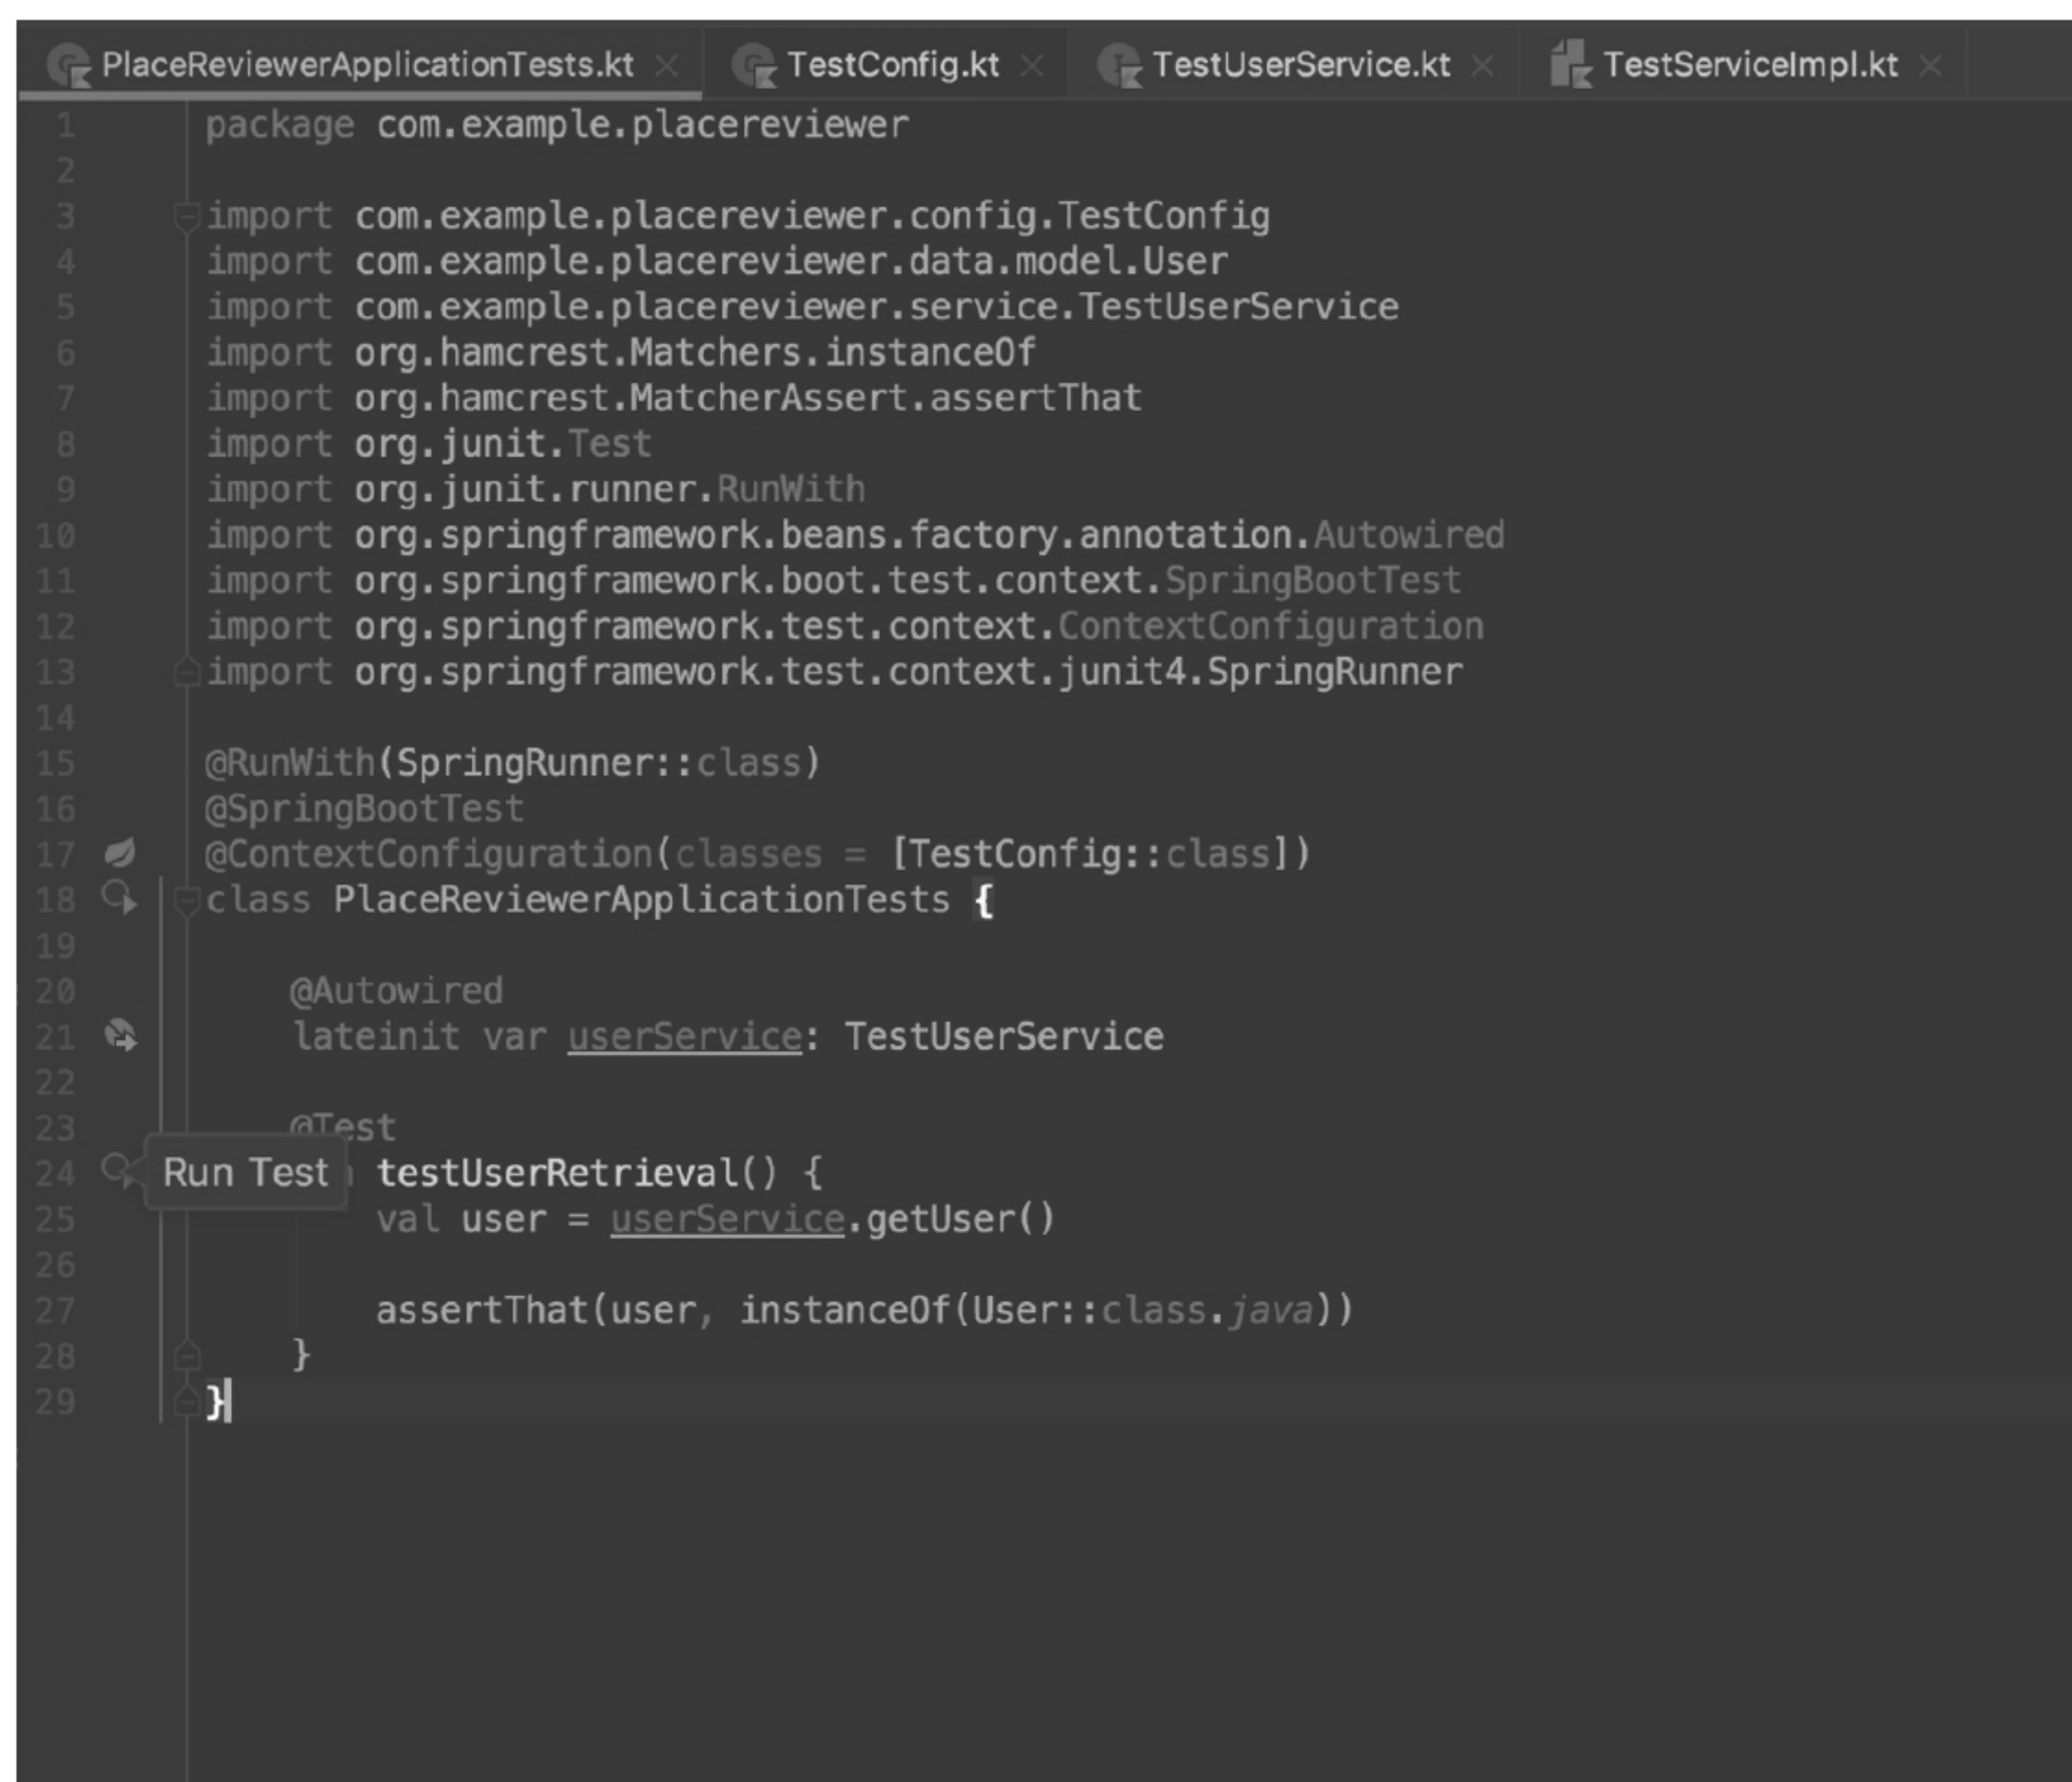 PlaceReviewerApplicationTests.kt TestConfig.kt TestUserService.kt TestServiceImpl.kt
1 package com.example.placereviewer
2
3 import com.example.placereviewer.config.TestConfig
4 import com.example.placereviewer.data.model.User
5 import com.example.placereviewer.service.TestUserService
6 import org.hamcrest.Matchers.instanceOf
7 import org.hamcrest.MatcherAssert.assertThat
8 import org.junit.Test
9 import org.junit.runner.RunWith
10 import org.springframework.beans.factory.annotation.Autowired
11 import org.springframework.boot.test.context.SpringBootTest
12 import org.springframework.test.context.ContextConfiguration
13 import org.springframework.test.context.junit4.SpringRunner
14
15 @RunWith(SpringRunner::class)
16 @SpringBootTest
17 @ContextConfiguration(classes = [TestConfig::class])
18 class PlaceReviewerApplicationTests {
19
20 @Autowired
21 lateinit var userService: TestUserService
22
23 @Test
24 Run Test testUserRetrieval() {
25 val user = userService.getUser()
26
27 assertThat(user, instanceOf(User::class.java))
28 }
29 }